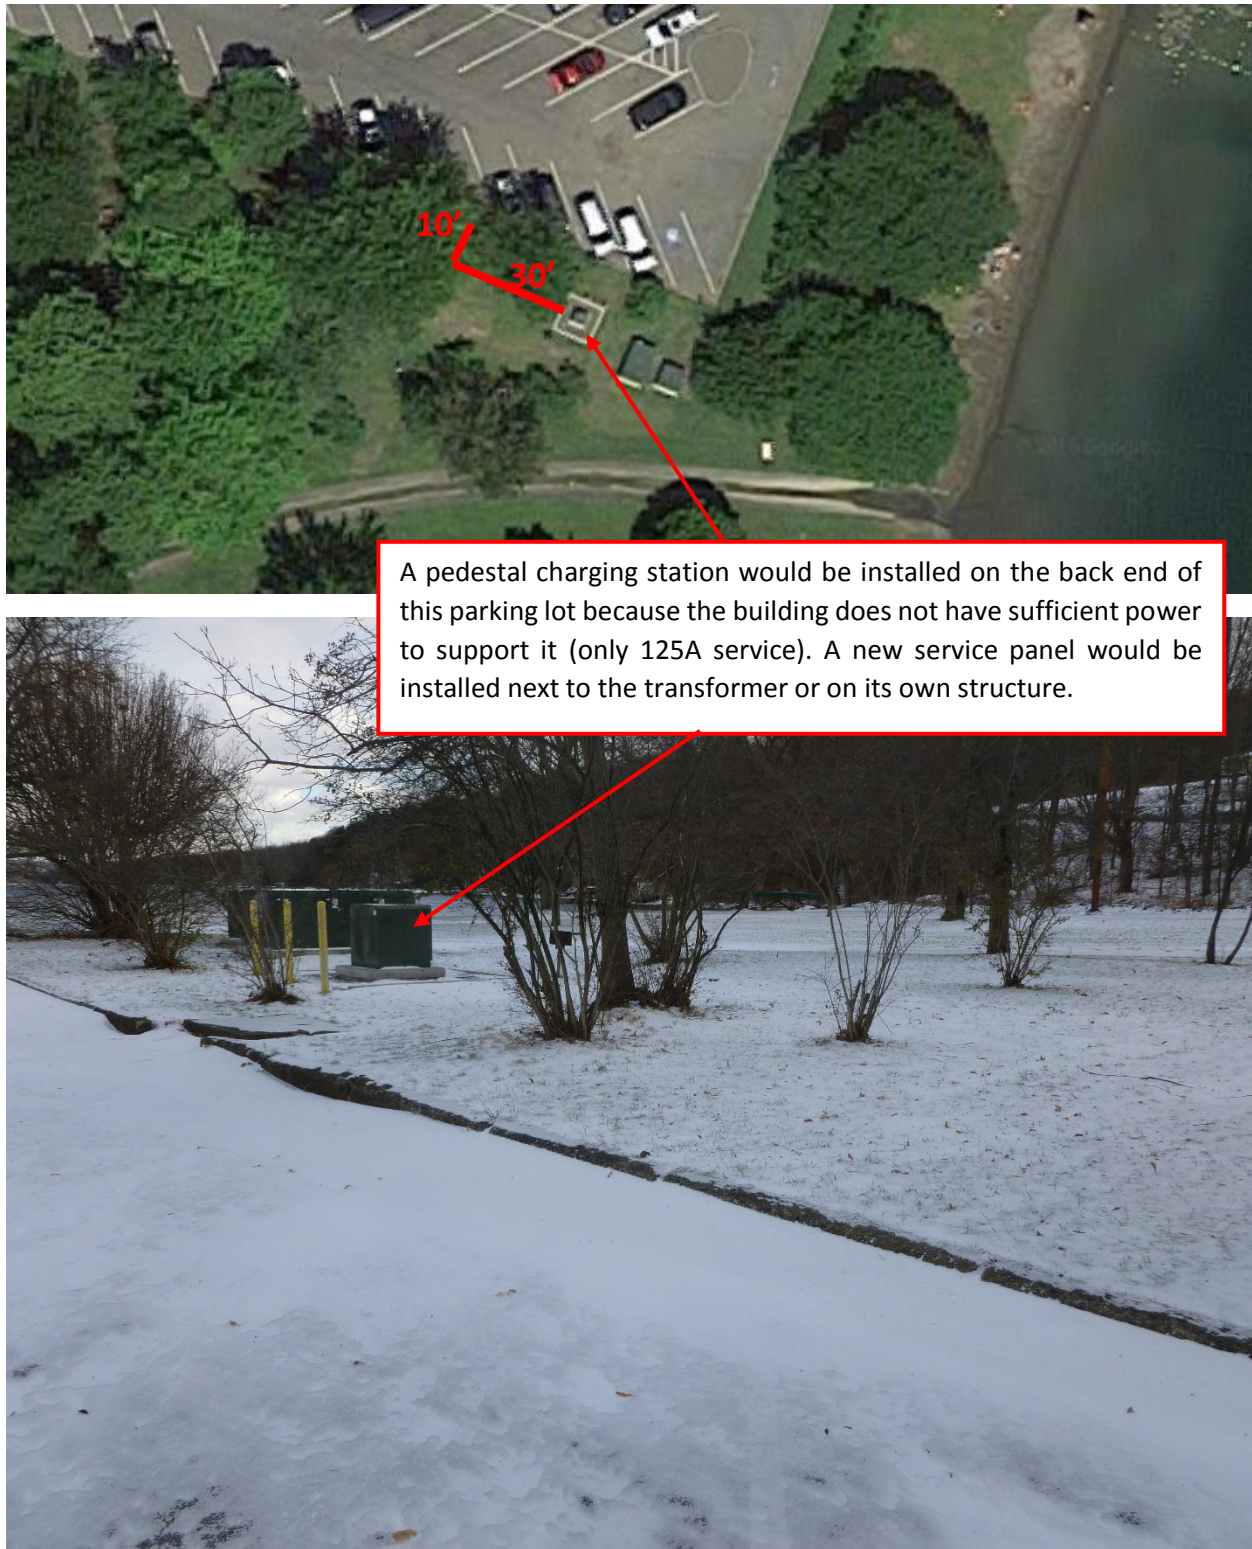 10’
30’
A pedestal charging station would be installed on the back end of
this parking lot because the building does not have sufficient power
to support it (only 125A service). A new service panel would be
installed next to the transformer or on its own structure.